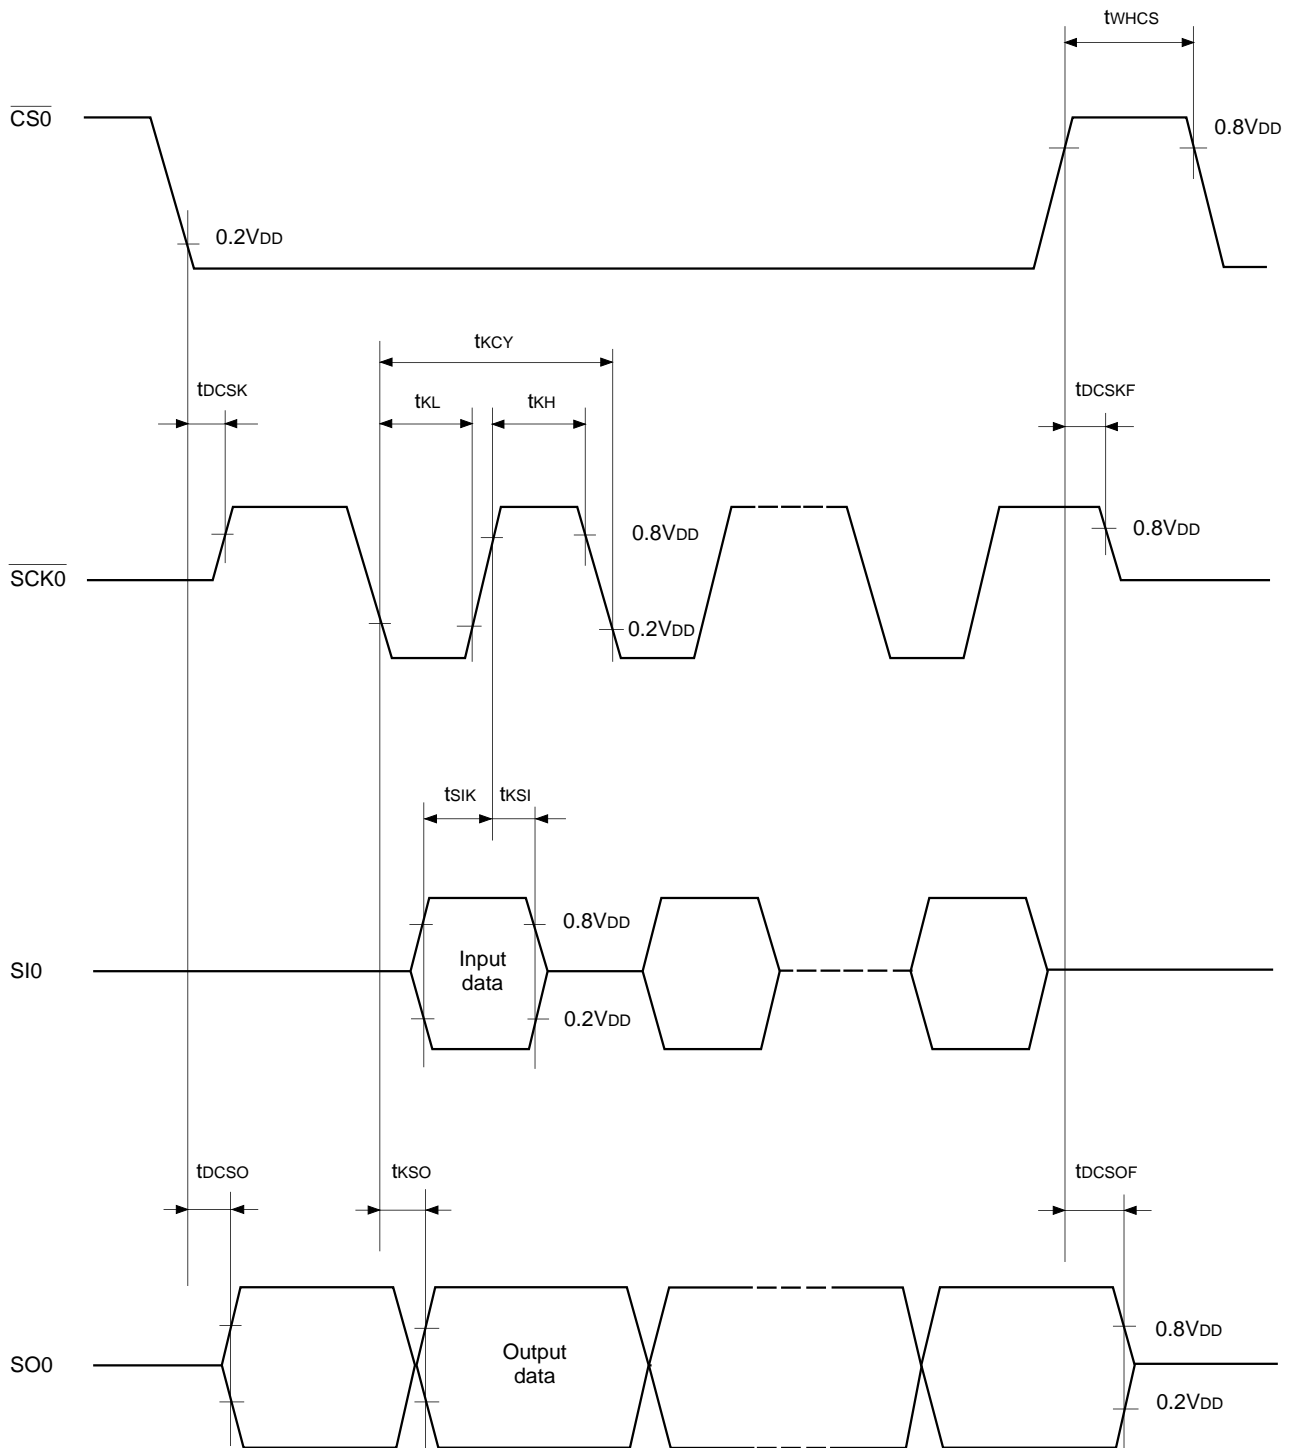 tWHCS
CS0
0.8VDD
0.2VDD
tKCY
tDCSK
tKL
tKH
tDCSKF
0.8VDD
0.8VDD
SCK0
0.2VDD
tSIK
tKSI
0.8VDD
Input
data
SI0
0.2VDD
tDCSO
tKSO
tDCSOF
0.8VDD
Output
data
SO0
0.2VDD